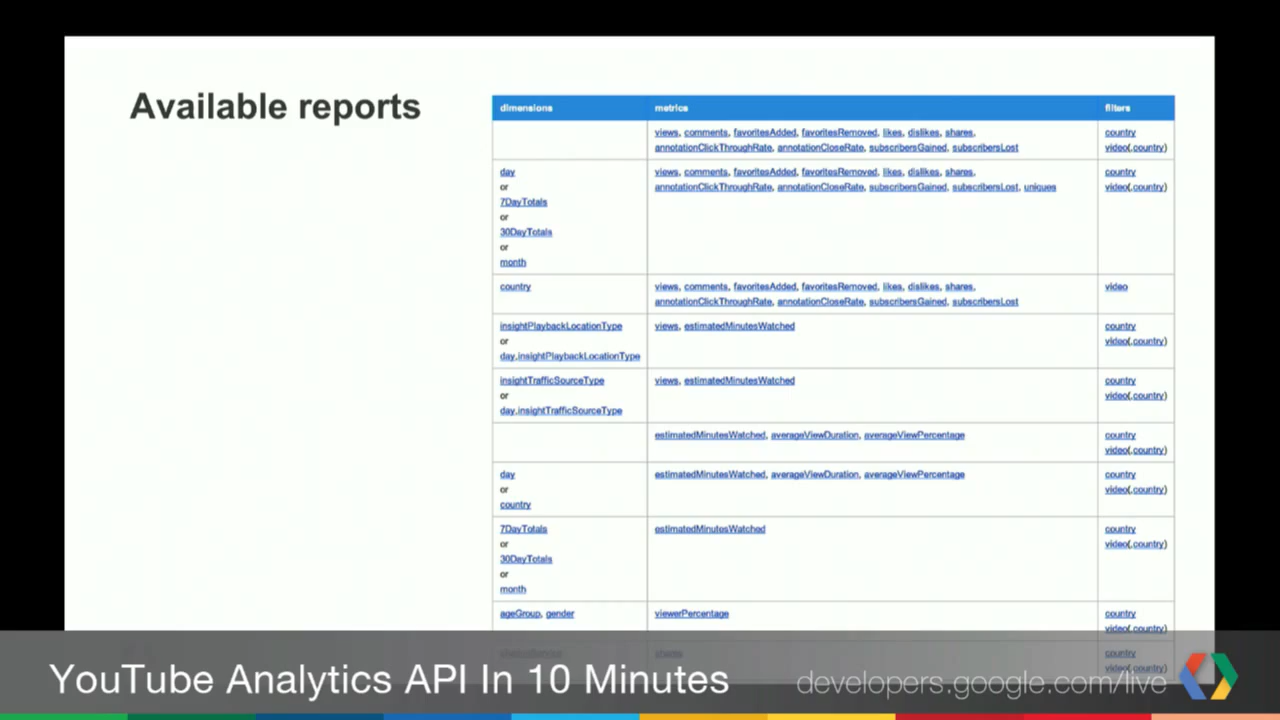 Available reports
dimensions metrics filters
views, comments, favoritesAdded, favoritesRemoved, likes, dislikes, shares, country
annotationClickThroughRate, annotationCloseRate, subscribersGained, subscribersLost video(,country)
day views, comments, favoritesAdded, favoritesRemoved, likes, dislikes, shares, country
or annotationClickThroughRate, annotationCloseRate, subscribersGained, subscribersLost, uniques video(,country)
7DayTotals
or
30DayTotals
or
month
country views, comments, favoritesAdded, favoritesRemoved, likes, dislikes, shares, video
annotationClickThroughRate, annotationCloseRate, subscribersGained, subscribersLost
insightPlaybackLocationType views, estimatedMinutesWatched country
or video(,country)
day,insightPlaybackLocationType
insightTrafficSourceType views, estimatedMinutesWatched country
or video(,country)
day,insightTrafficSourceType
estimatedMinutesWatched, averageViewDuration, averageViewPercentage country
video(,country)
day estimatedMinutesWatched, averageViewDuration, averageViewPercentage country
or video(,country)
country
7DayTotals estimatedMinutesWatched country
or video(,country)
30DayTotals
or
month
ageGroup, gender viewerPercentage country
video(,country)
sharingService shares country
video(,country)
YouTube Analytics API In 10 Minutes
developers.google.com/live